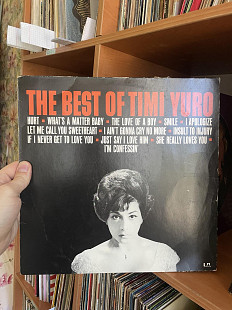 THE BEST OF TIMI YURO
HURT • WHAT'S A MATTER BABY • THE LOVE OF A BOY • SMILE • I APOLOGIZE
LET ME CALL YOU SWEETHEART • I AIN'T GONNA CRY NO MORE • INSULT TO INJURY
IF I NEVER GET TO LOVE YOU • JUST SAY I LOVE HIM • SHE REALLY LOVES YOU •
I'M CONFESSIN'